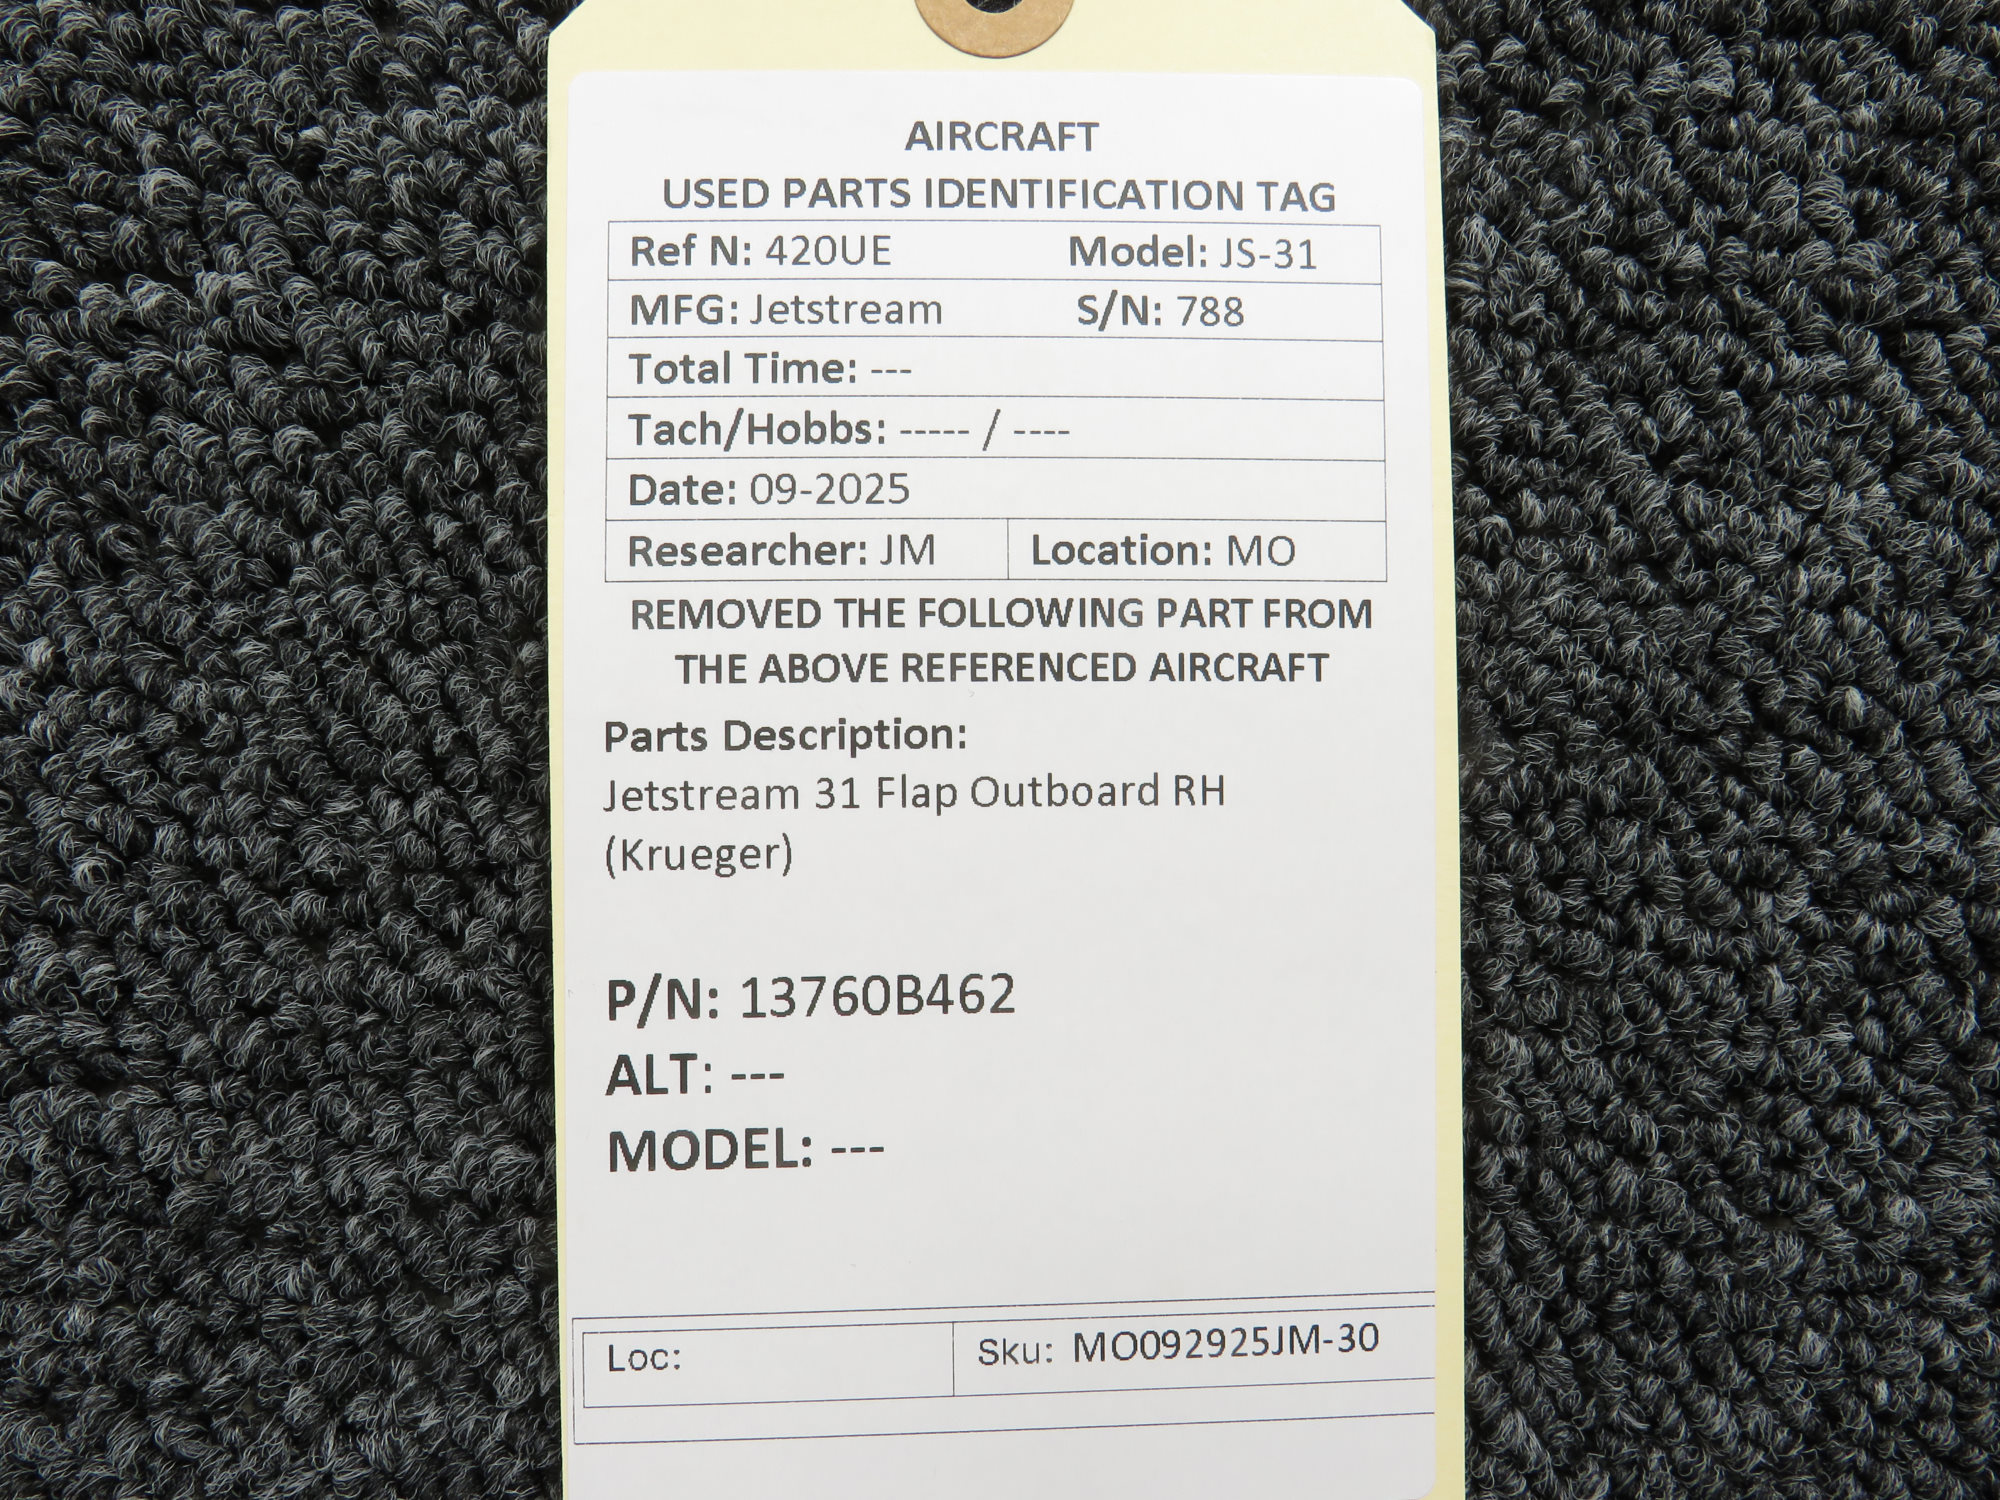 AIRCRAFT
USED PARTS IDENTIFICATION TAG
Ref N: 420UE Model: JS-31
MFG: Jetstream S/N: 788
Total Time: ---
Tach/Hobbs: ----- / ----
Date: 09-2025
Researcher: JM Location: MO
REMOVED THE FOLLOWING PART FROM
THE ABOVE REFERENCED AIRCRAFT
Parts Description:
Jetstream 31 Flap Outboard RH
(Krueger)
P/N: 13760B462
ALT: ---
MODEL: ---
Loc: Sku: MO092925JM-30